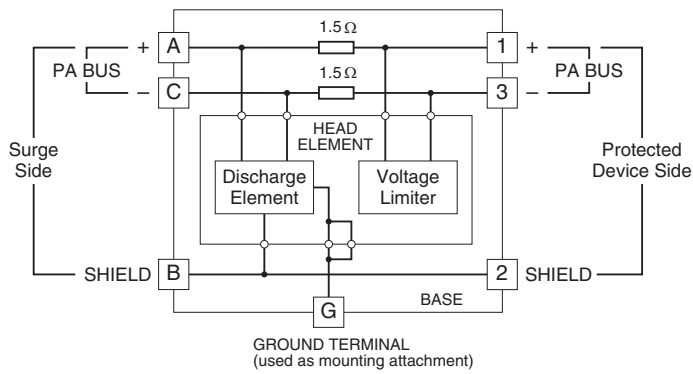 1.5 Ω
+ A 1 +
PA BUS PA BUS
1.5 Ω
– C 3 –
HEAD
ELEMENT
Surge
Side
Discharge
Element
Voltage
Limiter
Protected
Device Side
SHIELD B 2 SHIELD
BASE
G
GROUND TERMINAL
(used as mounting attachment)